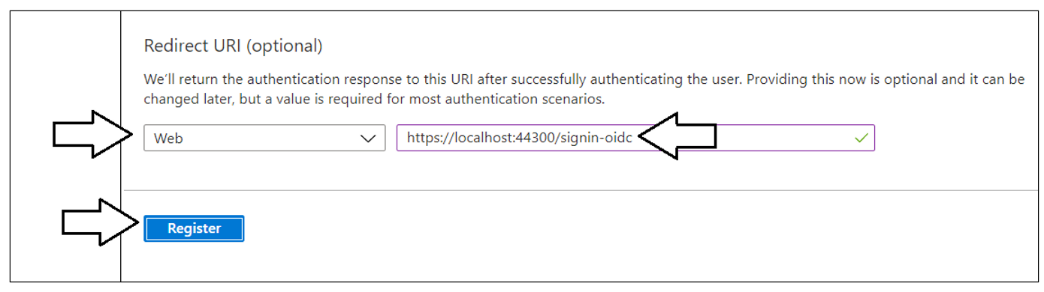 Redirect URI (optional)
We'll return the authentication response to this URI after successfully authenticating the user. Providing this now is optional and it can be
changed later, but a value is required for most authentication scenarios.
Web https://localhost:44300/signin-oidc
Register